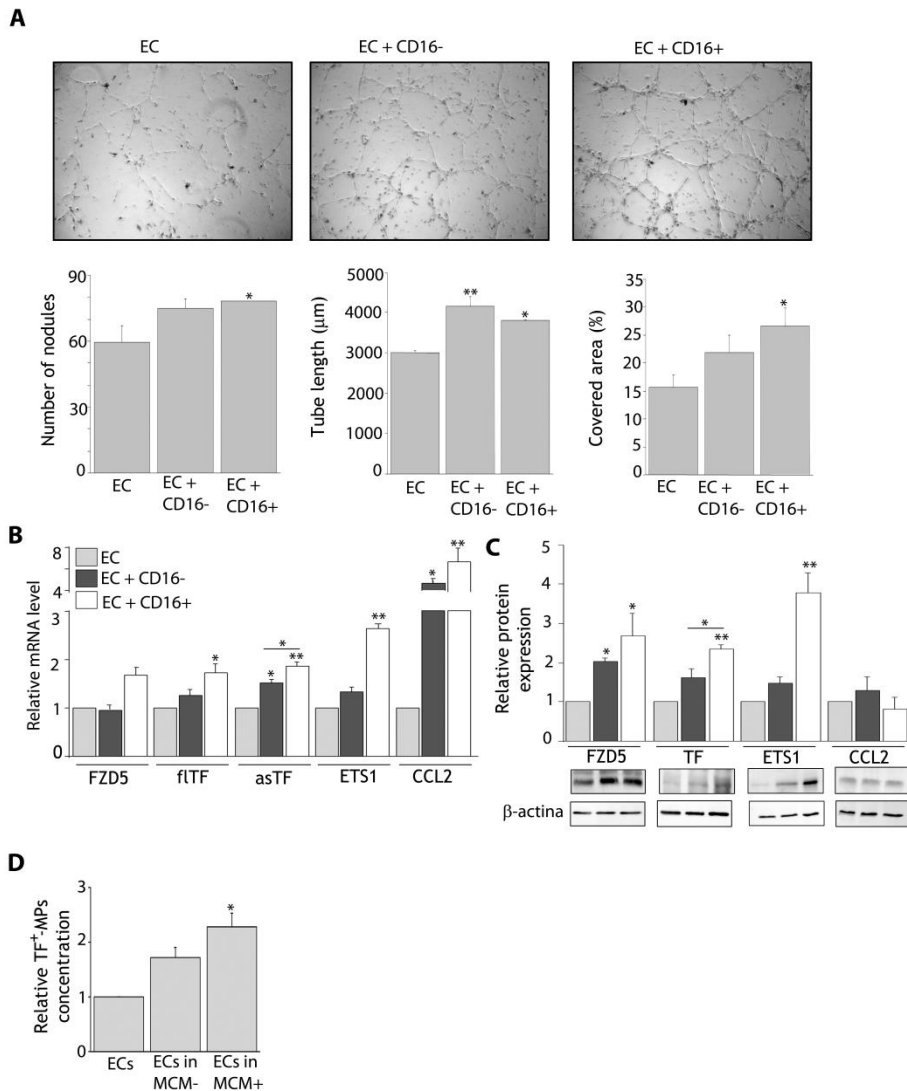 A
EC
EC + CD16-
EC + CD16+
Number of nodules
90
60
30
0
EC
EC +
CD16-
EC +
CD16+
Tube length (μm)
5000
4000
3000
2000
1000
0
**
*
EC
EC +
CD16-
EC +
CD16+
Covered area (%)
35
30
25
20
15
10
5
0
*
EC
EC +
CD16-
EC +
CD16+
*
B
Relative mRNA level
8
4
3
2
1
0
EC
EC + CD16-
EC + CD16+
*
*
*
**
**
*
**
FZD5
flTF
asTF
ETS1
CCL2
C
Relative protein
expression
5
4
3
2
1
0
*
*
*
**
**
FZD5
TF
ETS1
CCL2
β-actina
D
Relative TF⁺-MPs
concentration
3
2
1
0
*
ECs
ECs in
MCM-
ECs in
MCM+